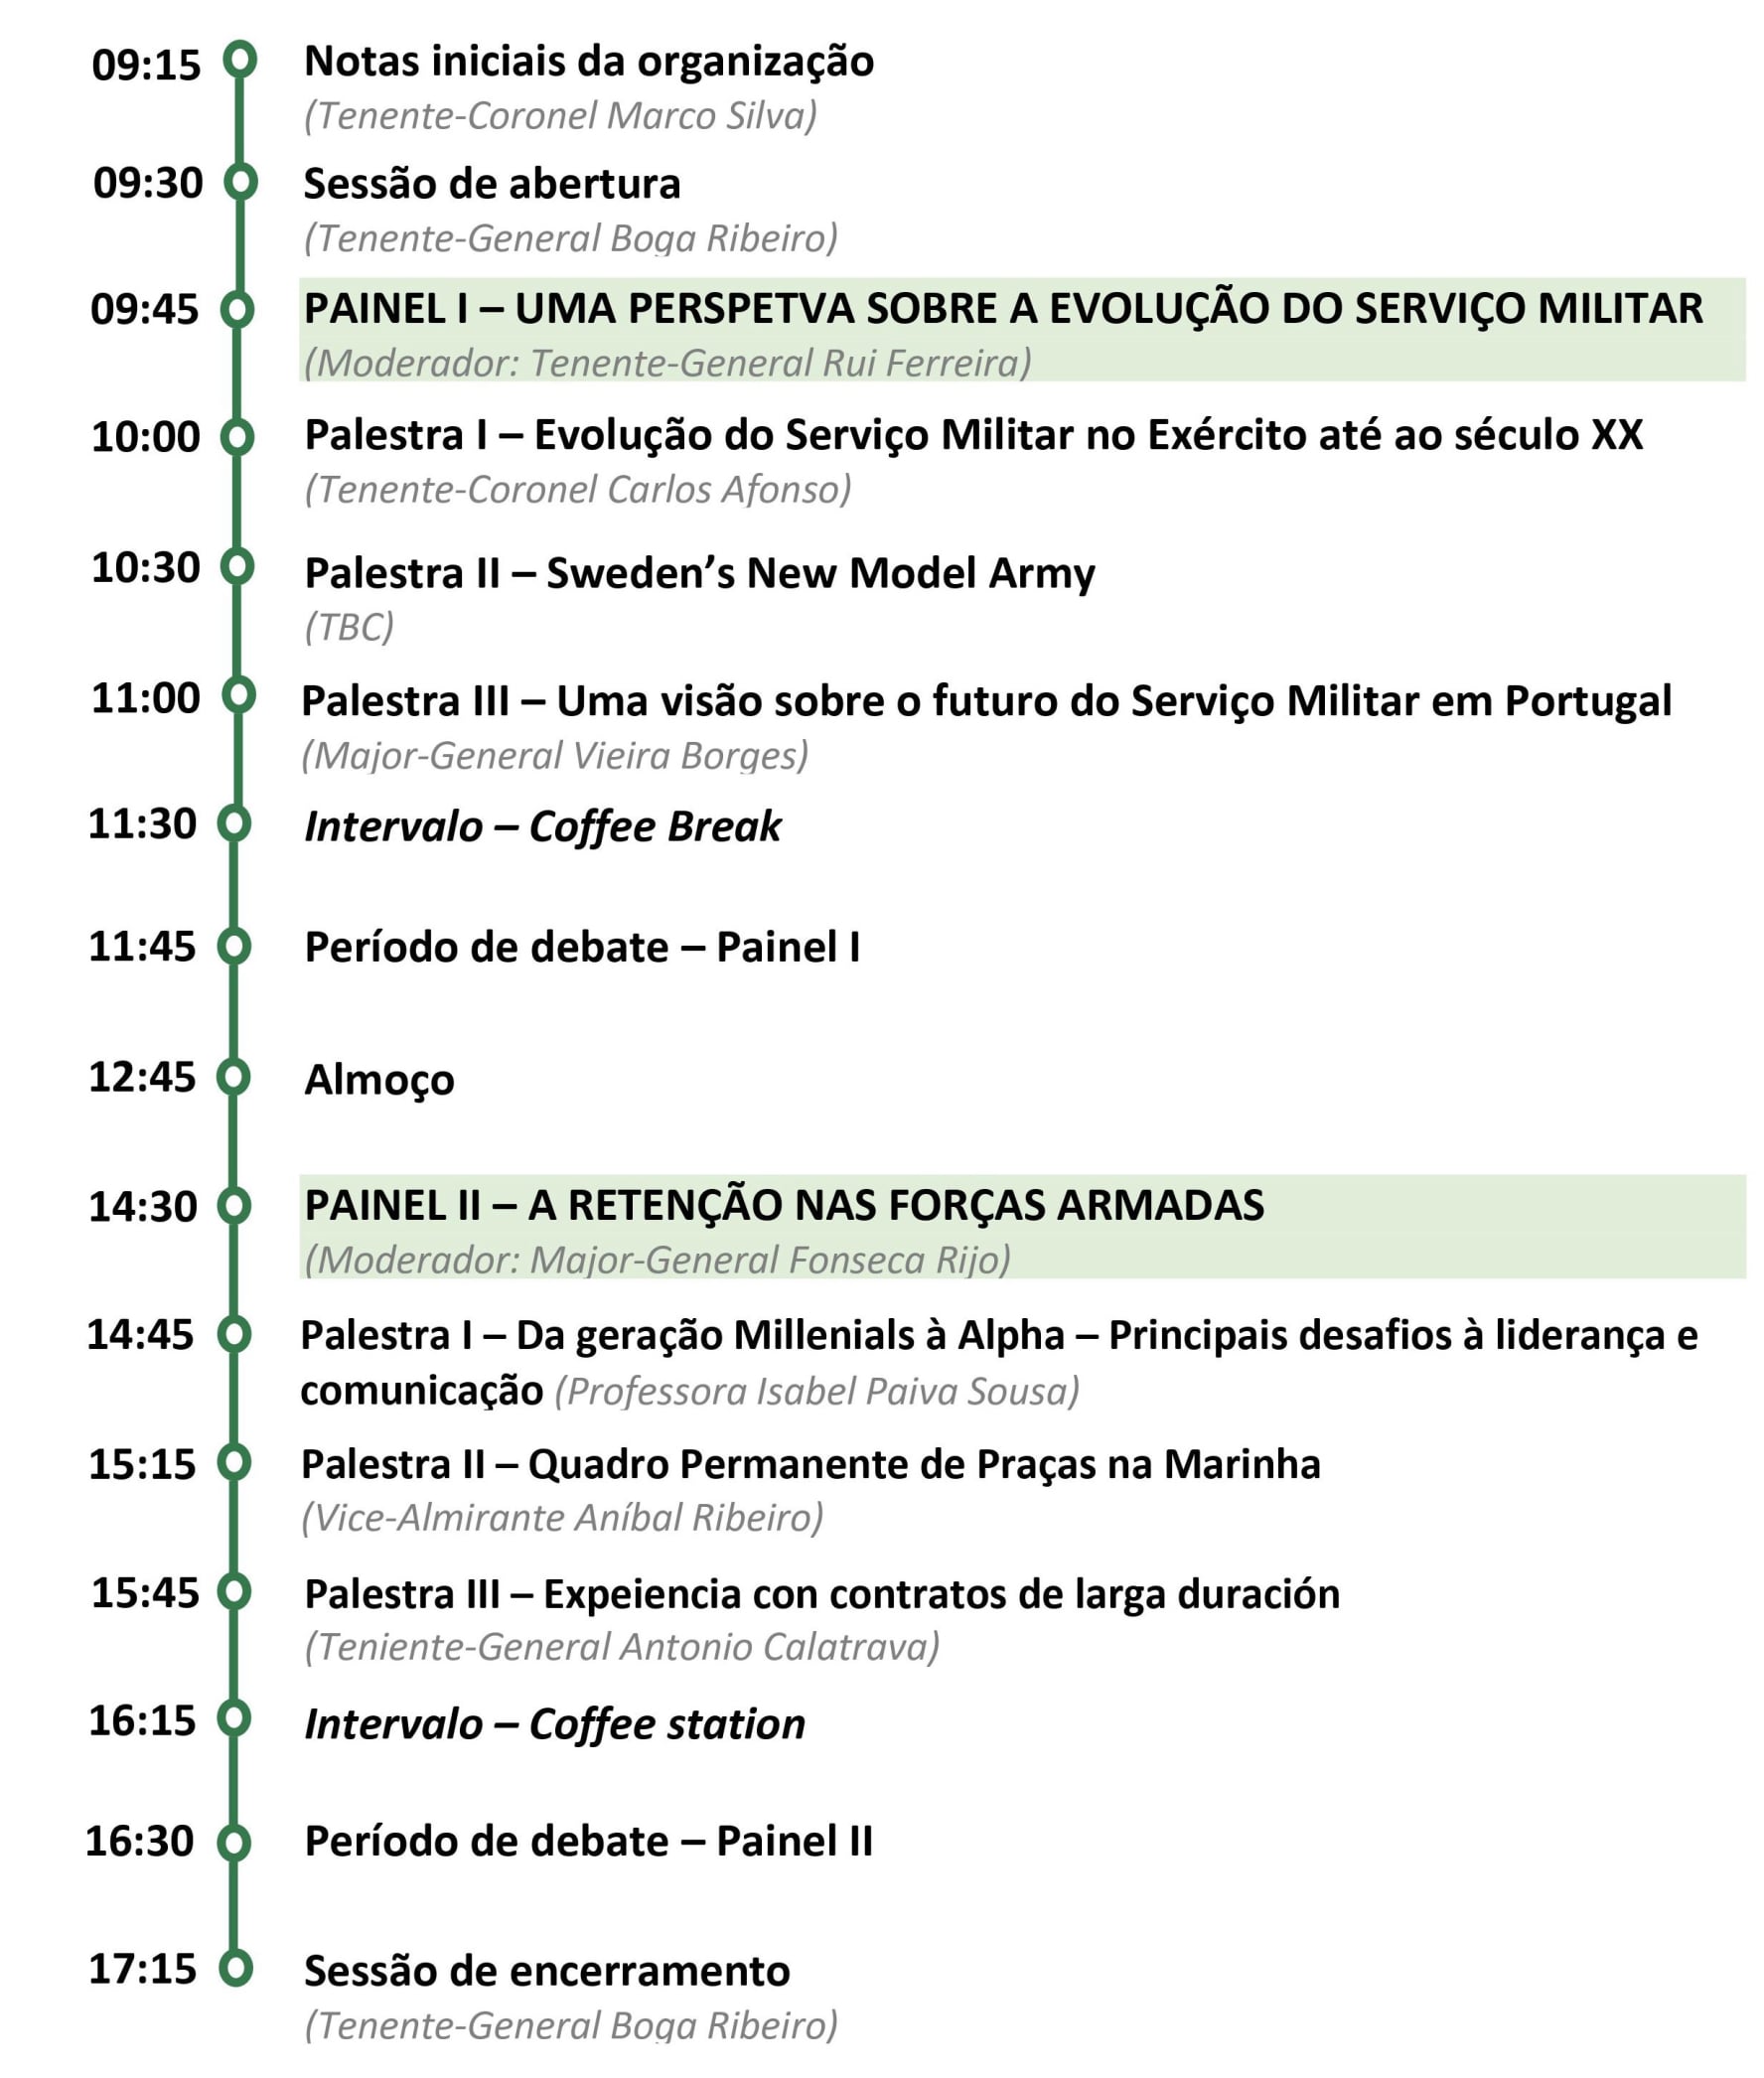 09:15 Notas iniciais da organização
(Tenente-Coronel Marco Silva)
09:30 Sessão de abertura
(Tenente-General Boga Ribeiro)
09:45 PAINEL I – UMA PERSPETVA SOBRE A EVOLUÇÃO DO SERVIÇO MILITAR
(Moderador: Tenente-General Rui Ferreira)
10:00 Palestra I – Evolução do Serviço Militar no Exército até ao século XX
(Tenente-Coronel Carlos Afonso)
10:30 Palestra II – Sweden’s New Model Army
(TBC)
11:00 Palestra III – Uma visão sobre o futuro do Serviço Militar em Portugal
(Major-General Vieira Borges)
11:30 Intervalo – Coffee Break
11:45 Período de debate – Painel I
12:45 Almoço
14:30 PAINEL II – A RETENÇÃO NAS FORÇAS ARMADAS
(Moderador: Major-General Fonseca Rijo)
14:45 Palestra I – Da geração Millenials à Alpha – Principais desafios à liderança e
comunicação (Professora Isabel Paiva Sousa)
15:15 Palestra II – Quadro Permanente de Praças na Marinha
(Vice-Almirante Aníbal Ribeiro)
15:45 Palestra III – Expeiencia con contratos de larga duración
(Teniente-General Antonio Calatrava)
16:15 Intervalo – Coffee station
16:30 Período de debate – Painel II
17:15 Sessão de encerramento
(Tenente-General Boga Ribeiro)